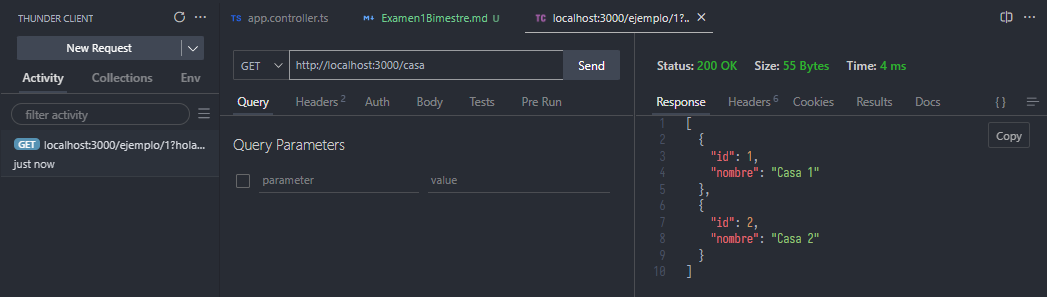 THUNDER CLIENT
New Request
Activity Collections Env
filter activity
GET localhost:3000/ejemplo/1?hola...
just now
TS app.controller.ts
M↓ Examen1Bimestre.md U
TC localhost:3000/ejemplo/1?..
GET http://localhost:3000/casa Send
Query Headers 2 Auth Body Tests Pre Run
Query Parameters
parameter value
Status: 200 OK Size: 55 Bytes Time: 4 ms
Response Headers 6 Cookies Results Docs {}
Copy
1 [
2 {
3 "id": 1,
4 "nombre": "Casa 1"
5 },
6 {
7 "id": 2,
8 "nombre": "Casa 2"
9 }
10 ]